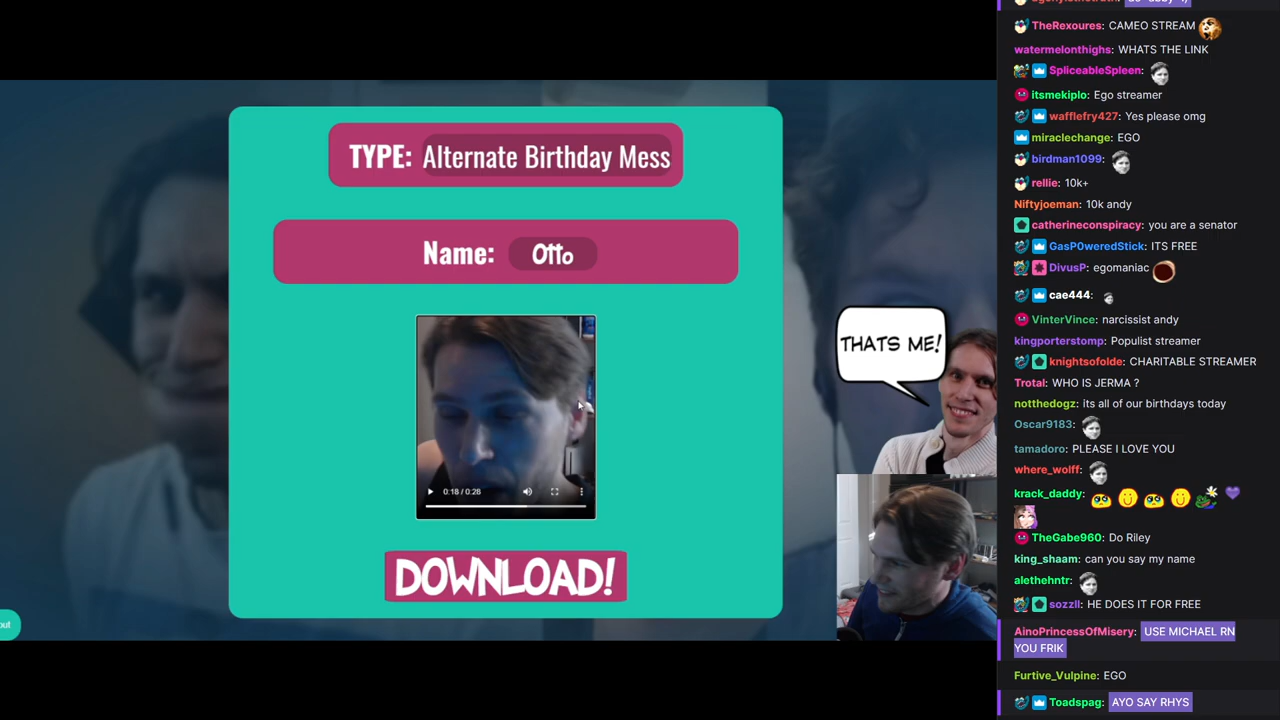 TYPE: Alternate Birthday Mess
Name: Otto
0:18 / 0:28
DOWNLOAD!
THATS ME!
out
TheRexoures: CAMEO STREAM
watermelonthighs: WHATS THE LINK
SpliceableSpleen:
itsmekiplo: Ego streamer
wafflefry427: Yes please omg
miraclechange: EGO
birdman1099:
rellie: 10k+
Niftyjoeman: 10k andy
catherineconspiracy: you are a senator
GasP0weredStick: ITS FREE
DivusP: egomaniac
cae444:
VinterVince: narcissist andy
kingporterstomp: Populist streamer
knightsofolde: CHARITABLE STREAMER
Trotal: WHO IS JERMA ?
notthedogz: its all of our birthdays today
Oscar9183:
tamadoro: PLEASE I LOVE YOU
where_wolff:
krack_daddy:
TheGabe960: Do Riley
king_shaam: can you say my name
alethehntr:
sozzll: HE DOES IT FOR FREE
AinoPrincessOfMisery: USE MICHAEL RN
YOU FRIK
Furtive_Vulpine: EGO
Toadspag: AYO SAY RHYS